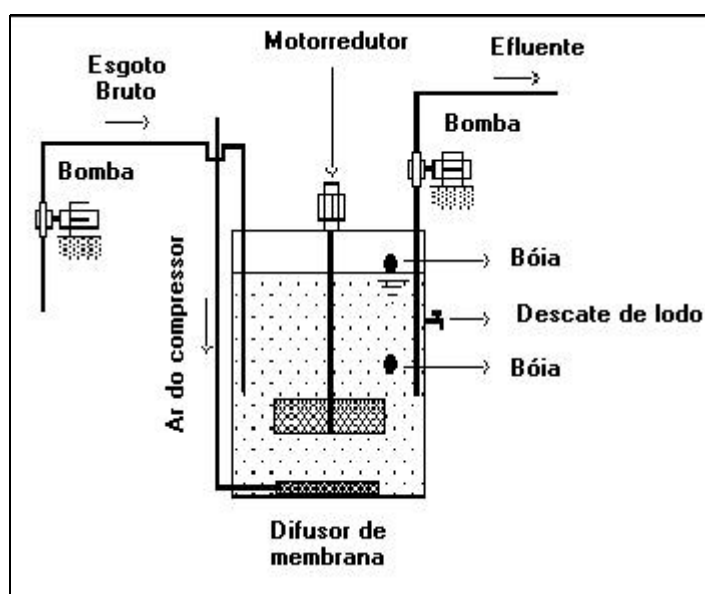 Motorredutor
Efluente
Esgoto
Bruto
Bomba
Bomba
Ar do compressor
Bóia
Descate de lodo
Bóia
Difusor de
membrana